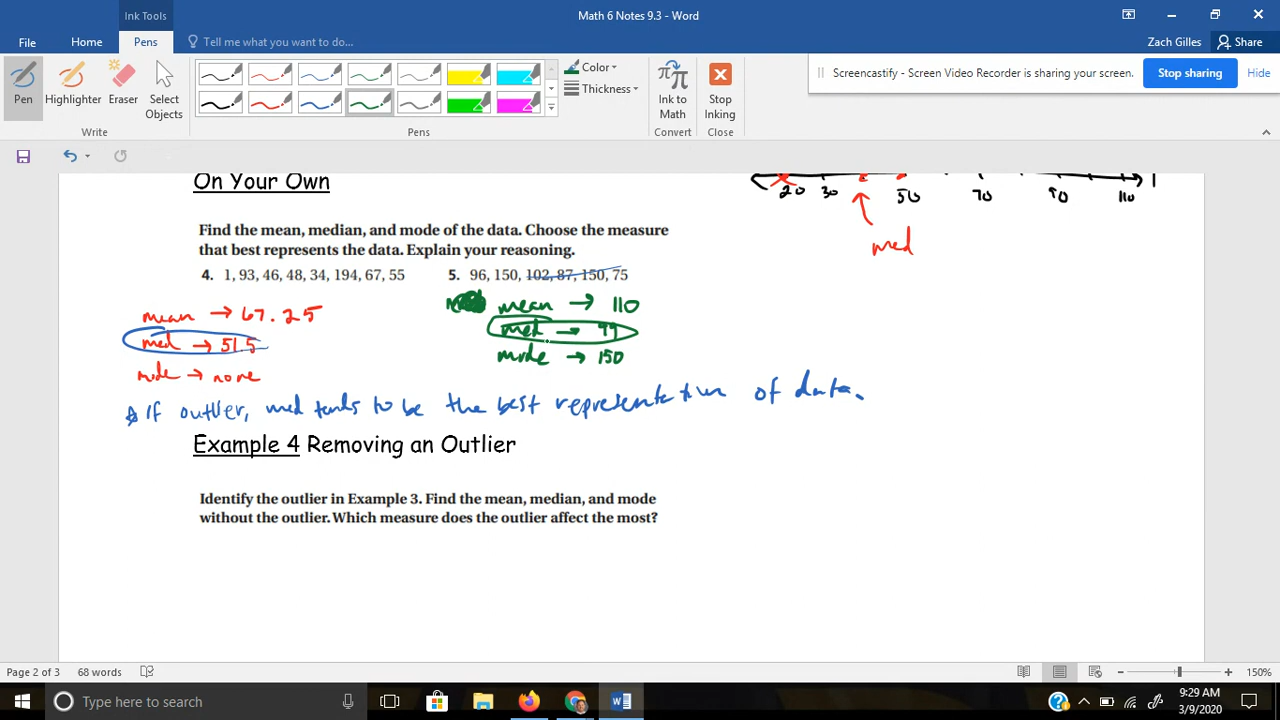 Ink Tools
Math 6 Notes 9.3 - Word
File Home Pens Tell me what you want to do...
Zach Gilles Share
Screencastify - Screen Video Recorder is sharing your screen. Stop sharing Hide
Pen Highlighter Eraser Select Objects
Color
Thickness
Ink to Math
Stop Inking
Write Pens Convert Close
On Your Own
20 30 50 70 90 110
med
Find the mean, median, and mode of the data. Choose the measure
that best represents the data. Explain your reasoning.
4. 1, 93, 46, 48, 34, 194, 67, 55
5. 96, 150, 102, 87, 150, 75
mean → 67.25
med → 51.5
mode → none
mean → 110
med → 99
mode → 150
If outlier, med tends to be the best representation of data.
Example 4 Removing an Outlier
Identify the outlier in Example 3. Find the mean, median, and mode
without the outlier. Which measure does the outlier affect the most?
Page 2 of 3 68 words
150%
Type here to search
9:29 AM
3/9/2020